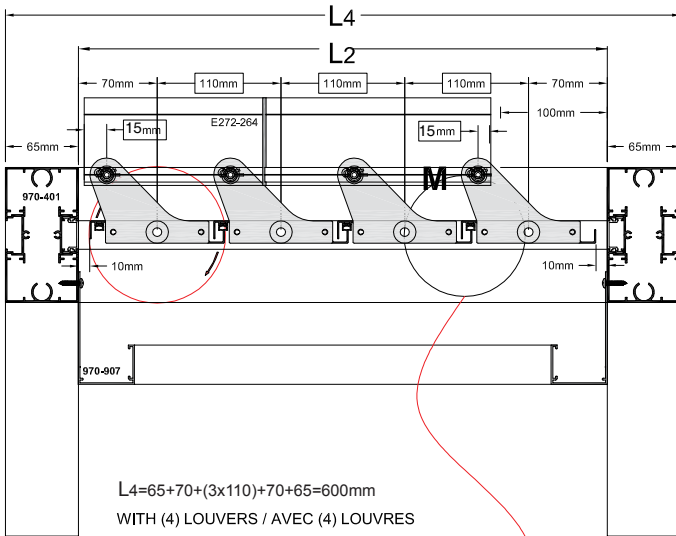 L4
L2
70mm 110mm 110mm 110mm 70mm
100mm
E272-264
65mm 15mm 15mm 65mm
M
970-401
10mm 10mm
970-907
L4=65+70+(3x110)+70+65=600mm
WITH (4) LOUVERS / AVEC (4) LOUVRES